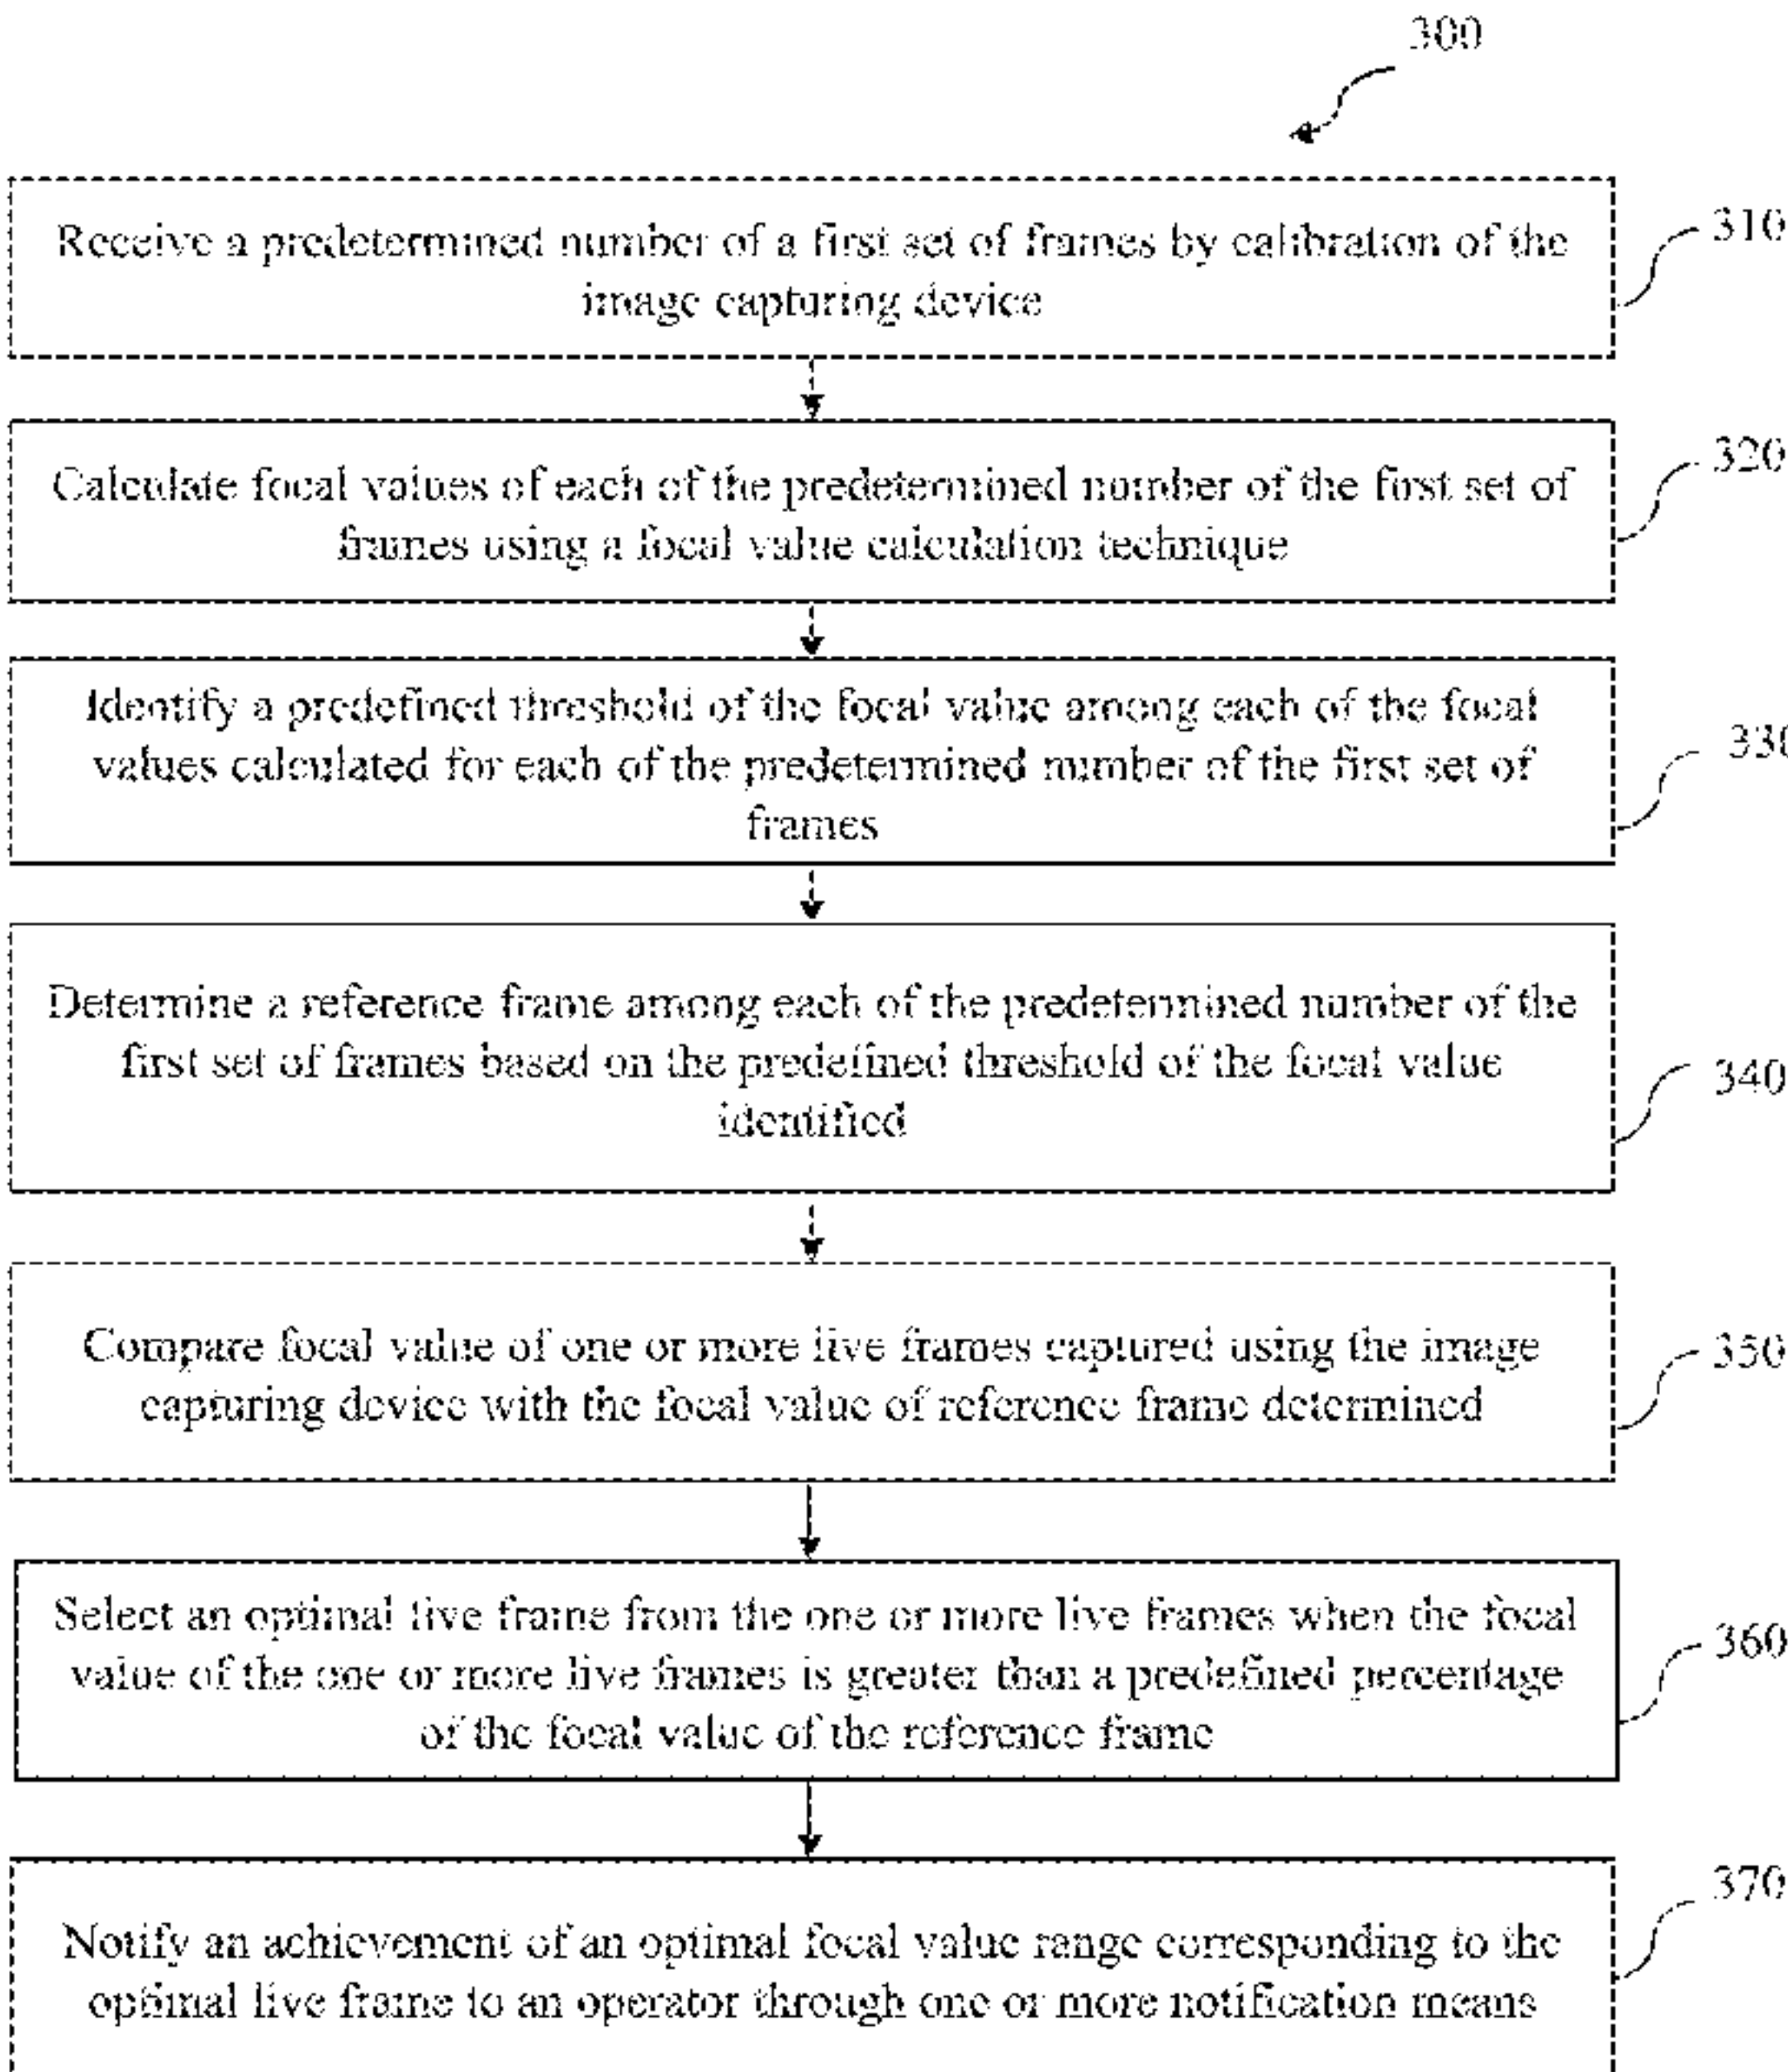 300
Receive a predetermined number of a first set of frames by calibration of the
image capturing device
310
Calculate focal values of each of the predetermined number of the first set of
frames using a focal value calculation technique
320
Identify a predefined threshold of the focal value among each of the focal
values calculated for each of the predetermined number of the first set of
frames
330
Determine a reference frame among each of the predetermined number of the
first set of frames based on the predefined threshold of the focal value
identified
340
Compare focal value of one or more live frames captured using the image
capturing device with the focal value of reference frame determined
350
Select an optimal live frame from the one or more live frames when the focal
value of the one or more live frames is greater than a predefined percentage
of the focal value of the reference frame
360
Notify an achievement of an optimal focal value range corresponding to the
optimal live frame to an operator through one or more notification means
370